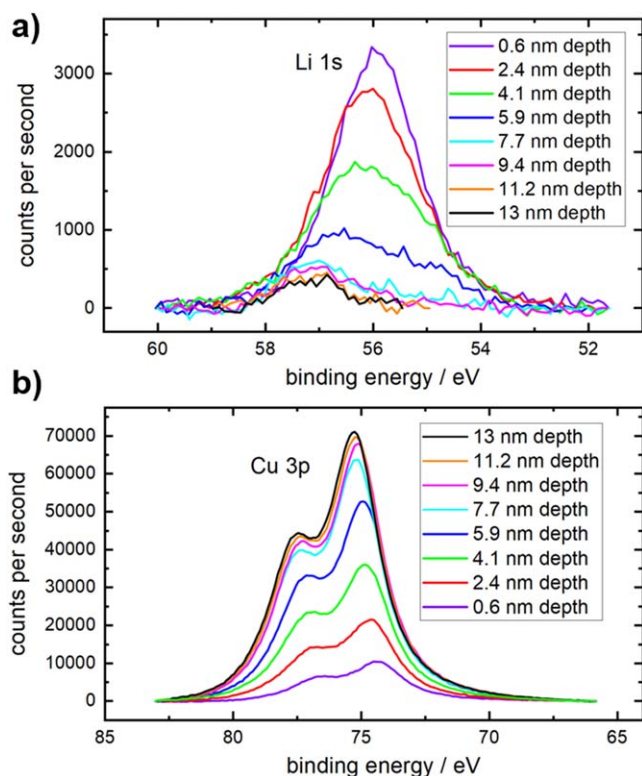 a)
Li 1s
0.6 nm depth
2.4 nm depth
4.1 nm depth
5.9 nm depth
7.7 nm depth
9.4 nm depth
11.2 nm depth
13 nm depth
counts per second
3000
2000
1000
0
60 58 56 54 52
binding energy / eV
b)
Cu 3p
13 nm depth
11.2 nm depth
9.4 nm depth
7.7 nm depth
5.9 nm depth
4.1 nm depth
2.4 nm depth
0.6 nm depth
counts per second
70000
60000
50000
40000
30000
20000
10000
0
85 80 75 70 65
binding energy / eV